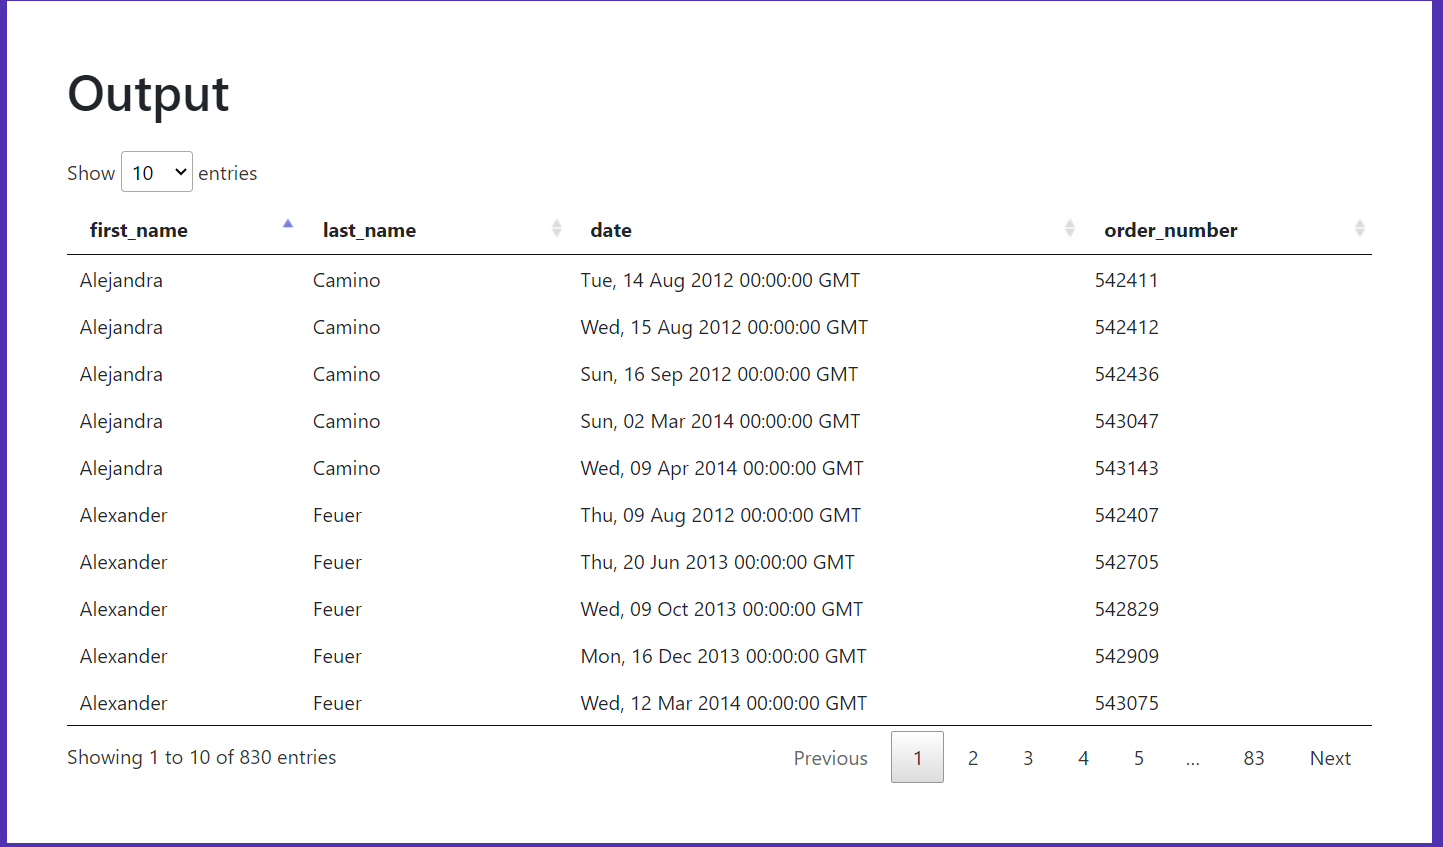 Output
Show 10 entries
first_name last_name date order_number
Alejandra Camino Tue, 14 Aug 2012 00:00:00 GMT 542411
Alejandra Camino Wed, 15 Aug 2012 00:00:00 GMT 542412
Alejandra Camino Sun, 16 Sep 2012 00:00:00 GMT 542436
Alejandra Camino Sun, 02 Mar 2014 00:00:00 GMT 543047
Alejandra Camino Wed, 09 Apr 2014 00:00:00 GMT 543143
Alexander Feuer Thu, 09 Aug 2012 00:00:00 GMT 542407
Alexander Feuer Thu, 20 Jun 2013 00:00:00 GMT 542705
Alexander Feuer Wed, 09 Oct 2013 00:00:00 GMT 542829
Alexander Feuer Mon, 16 Dec 2013 00:00:00 GMT 542909
Alexander Feuer Wed, 12 Mar 2014 00:00:00 GMT 543075
Showing 1 to 10 of 830 entries Previous 1 2 3 4 5 ... 83 Next